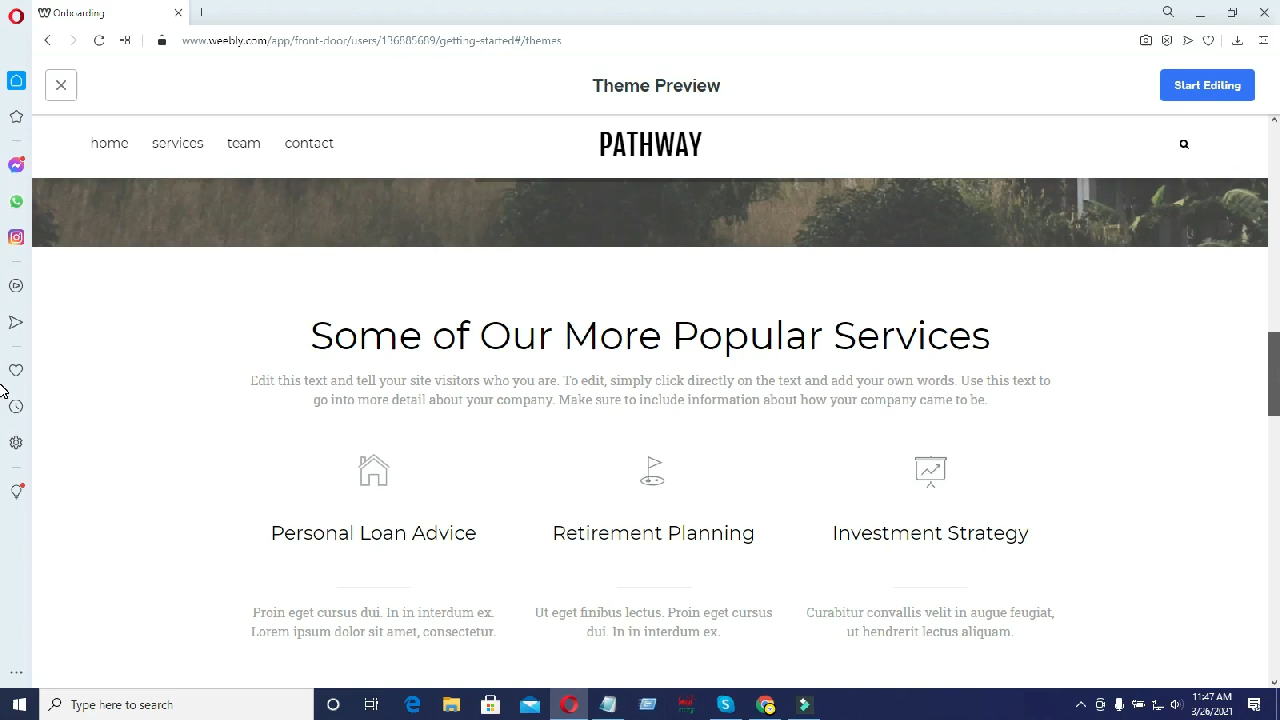 Onboarding
www.weebly.com/app/front-door/users/136885689/getting-started#/themes
Theme Preview
Start Editing
home services team contact
PATHWAY
Some of Our More Popular Services
Edit this text and tell your site visitors who you are. To edit, simply click directly on the text and add your own words. Use this text to
go into more detail about your company. Make sure to include information about how your company came to be.
Personal Loan Advice
Retirement Planning
Investment Strategy
Proin eget cursus dui. In in interdum ex.
Lorem ipsum dolor sit amet, consectetur.
Ut eget finibus lectus. Proin eget cursus
dui. In in interdum ex.
Curabitur convallis velit in augue feugiat,
ut hendrerit lectus aliquam.
Type here to search
11:47 AM
3/26/2021